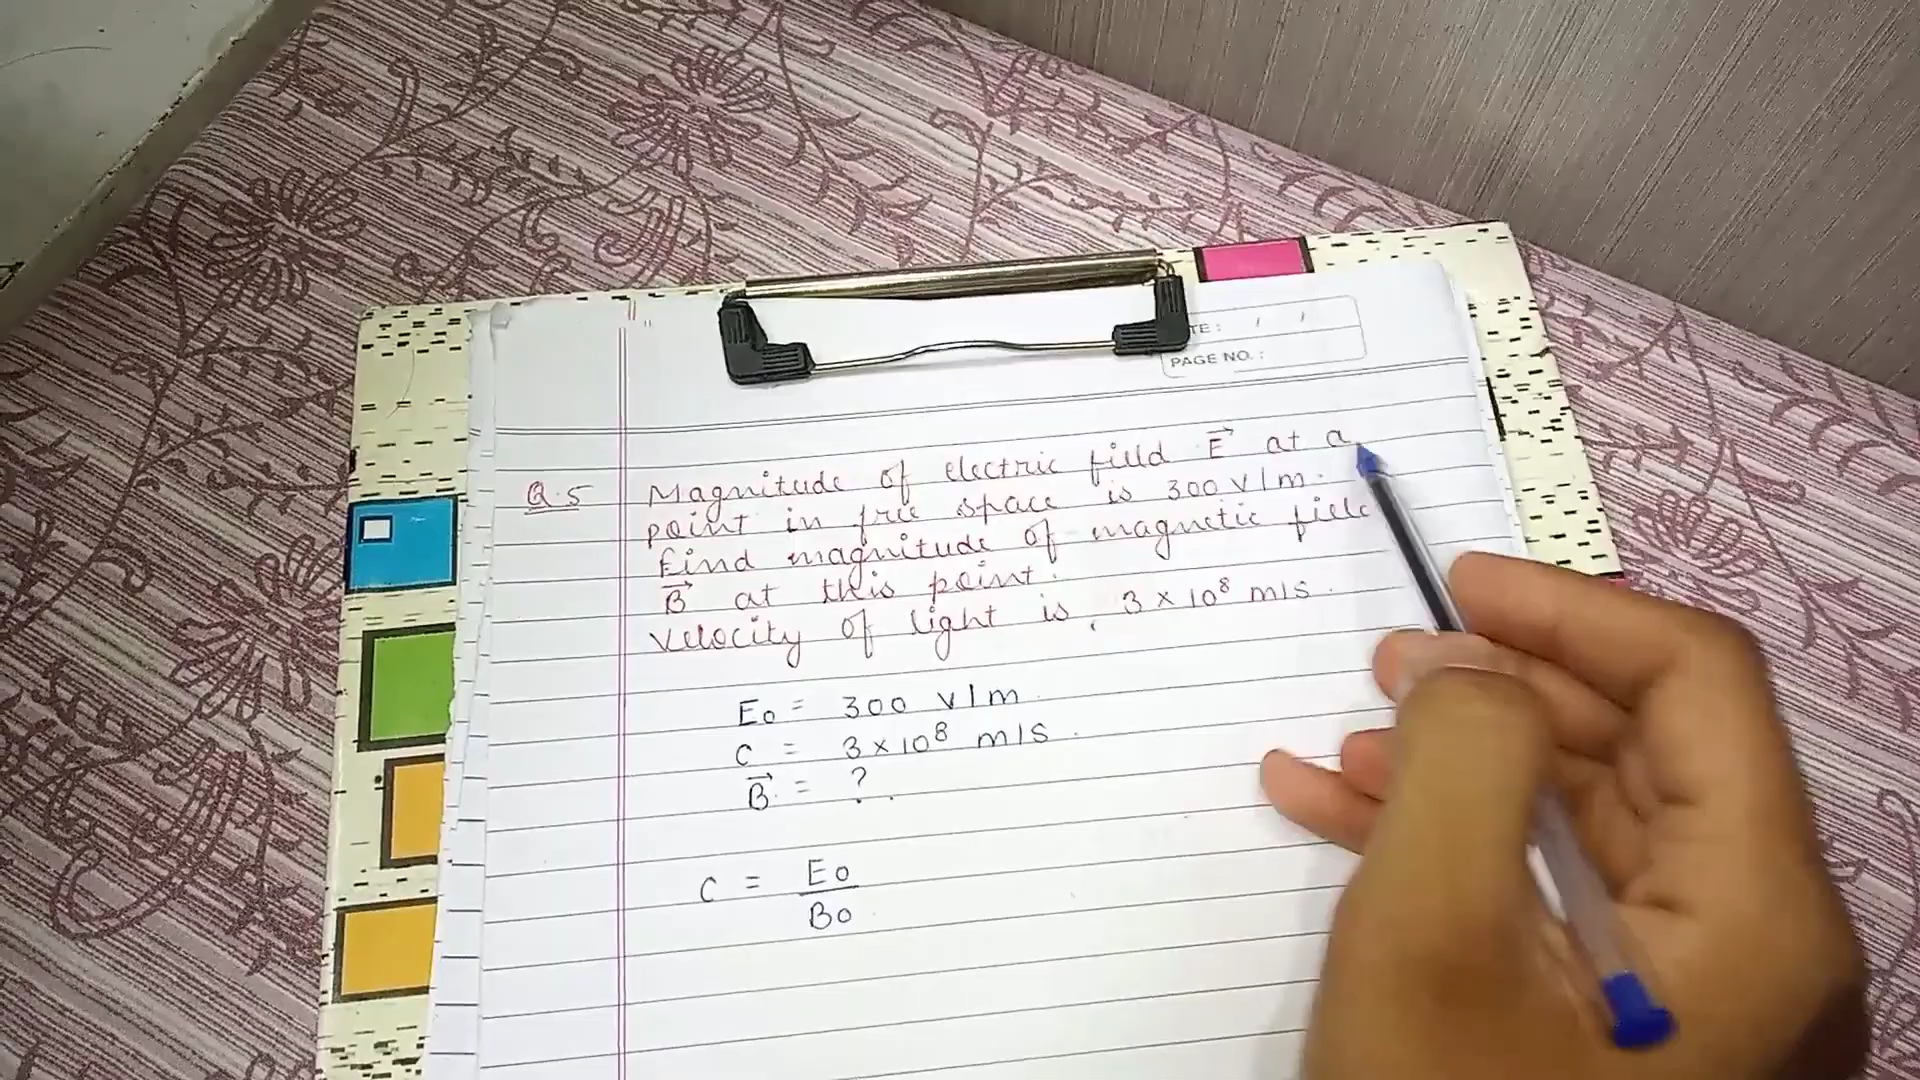 TE : / /
PAGE NO. :
Q.5 Magnitude of electric field E⃗ at a
point in free space is 300 V/m.
Find magnitude of magnetic field
B⃗ at this point.
Velocity of light is 3 × 10⁸ m/s.
E₀ = 300 V/m
C = 3 × 10⁸ m/s.
B⃗ = ?
C = E₀
B₀